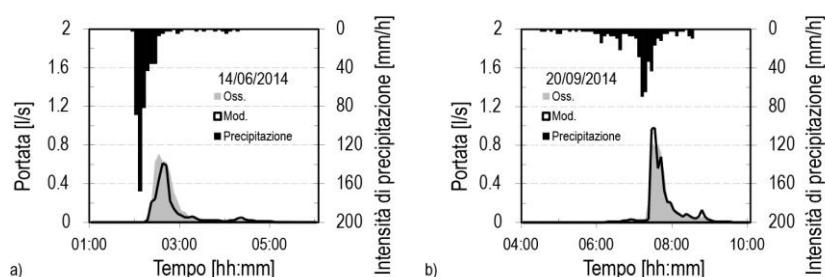 2
1.6
1.2
0.8
0.4
0
Portata [l/s]
14/06/2014
Oss.
Mod.
Precipitazione
0
40
80
120
160
200
Intensità di precipitazione [mm/h]
01:00
03:00
05:00
Tempo [hh:mm]
a)
2
1.6
1.2
0.8
0.4
0
Portata [l/s]
20/09/2014
Oss.
Mod.
Precipitazione
0
40
80
120
160
200
Intensità di precipitazione [mm/h]
04:00
06:00
08:00
10:00
Tempo [hh:mm]
b)